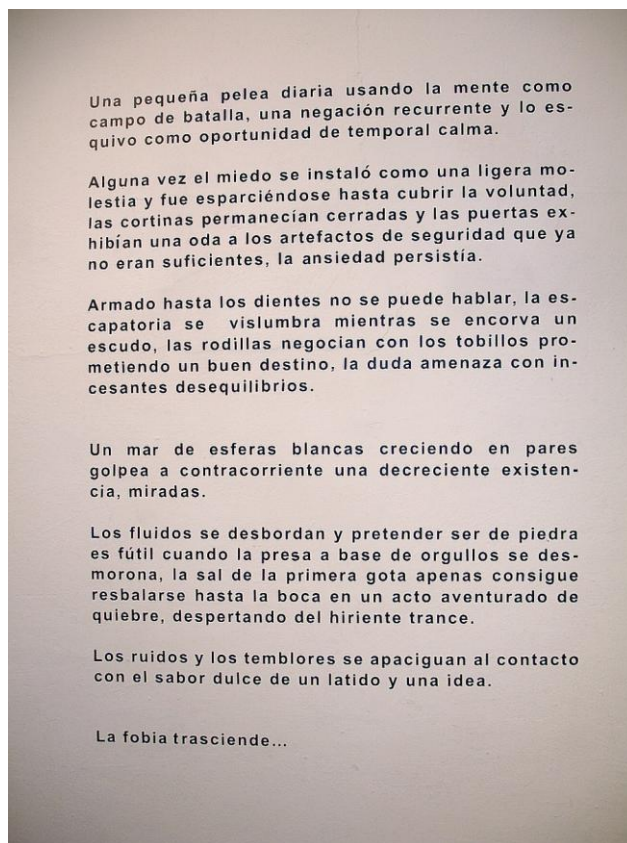 Una pequeña pelea diaria usando la mente como
campo de batalla, una negación recurrente y lo es-
quivo como oportunidad de temporal calma.
Alguna vez el miedo se instaló como una ligera mo-
lestia y fue esparciéndose hasta cubrir la voluntad,
las cortinas permanecían cerradas y las puertas ex-
hibían una oda a los artefactos de seguridad que ya
no eran suficientes, la ansiedad persistía.
Armado hasta los dientes no se puede hablar, la es-
capatoria se vislumbra mientras se encorva un
escudo, las rodillas negocian con los tobillos pro-
metiendo un buen destino, la duda amenaza con in-
cesantes desequilibrios.
Un mar de esferas blancas creciendo en pares
golpea a contracorriente una decreciente existen-
cia, miradas.
Los fluidos se desbordan y pretender ser de piedra
es fútil cuando la presa a base de orgullos se des-
morona, la sal de la primera gota apenas consigue
resbalarse hasta la boca en un acto aventurado de
quiebre, despertando del hiriente trance.
Los ruidos y los temblores se apaciguan al contacto
con el sabor dulce de un latido y una idea.
La fobia trasciende...